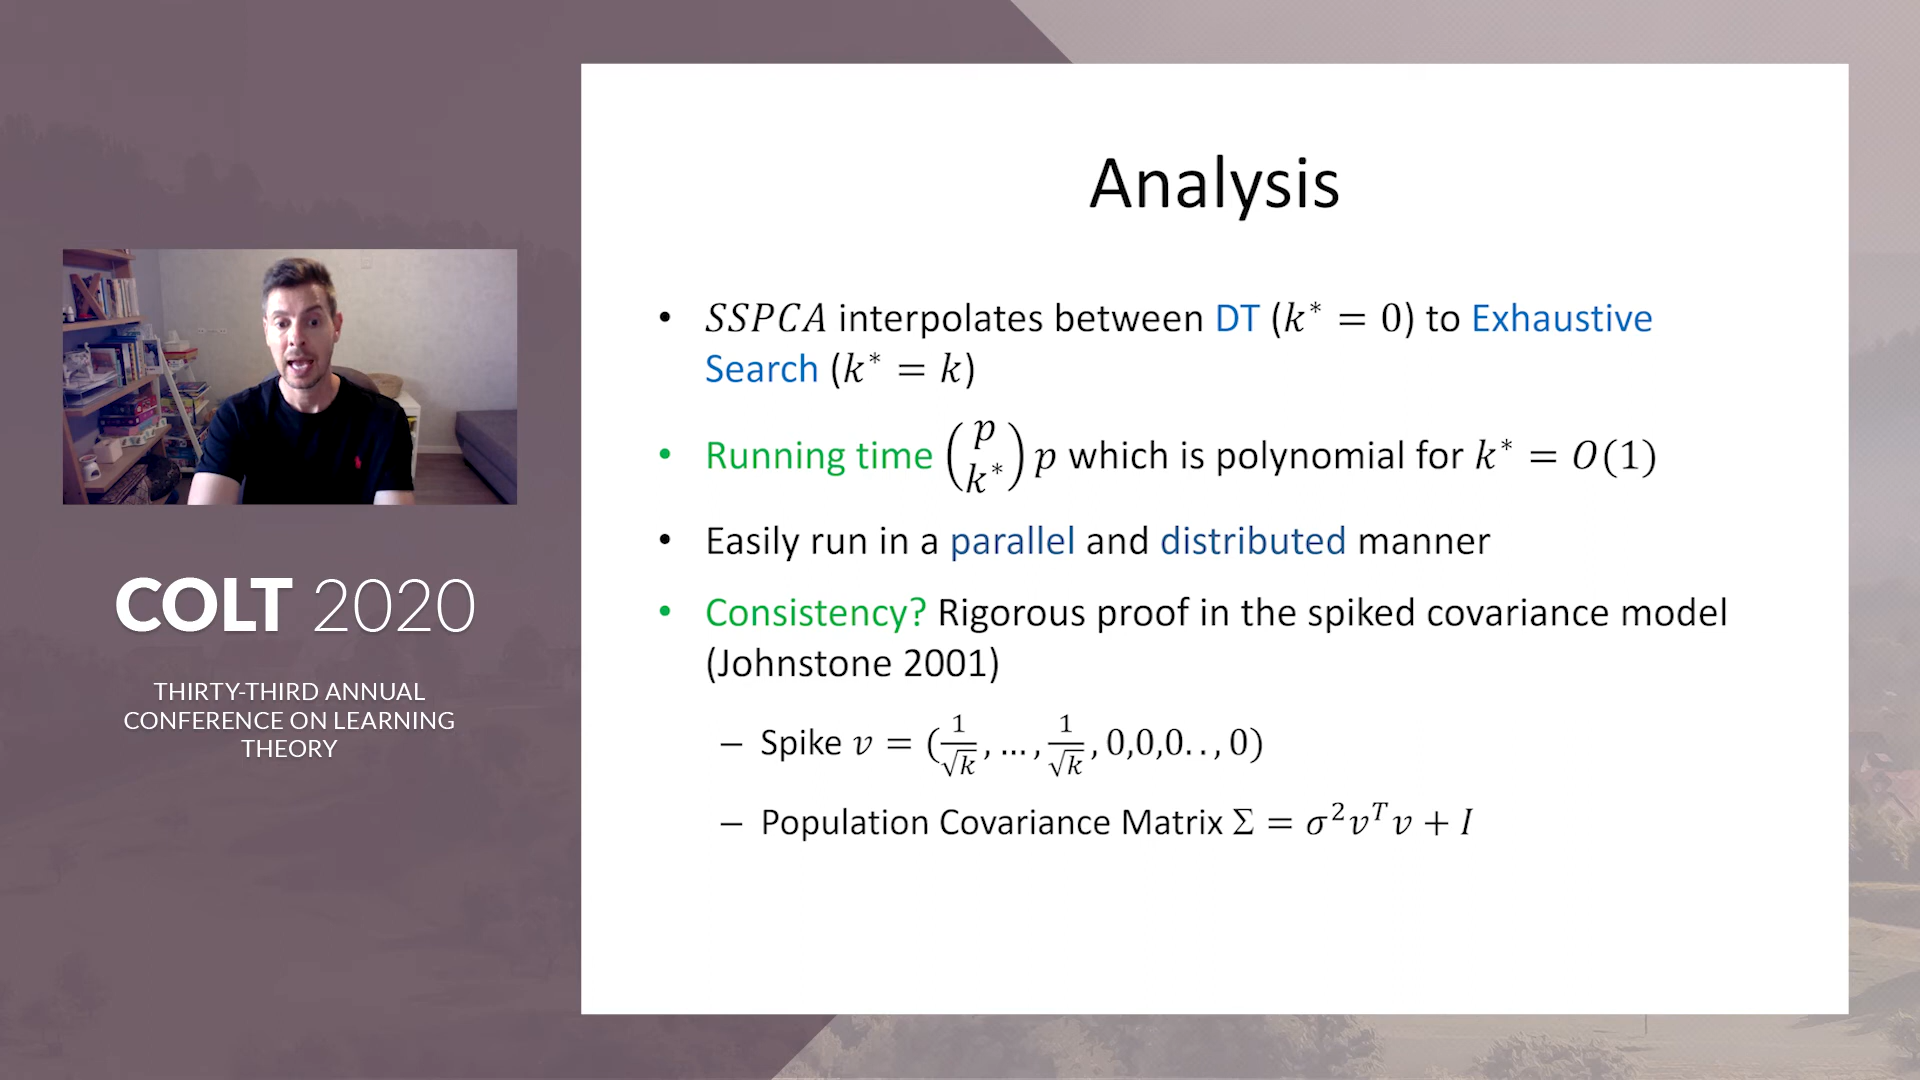 COLT 2020
THIRTY-THIRD ANNUAL
CONFERENCE ON LEARNING
THEORY
Analysis
• SSPCA interpolates between DT (k* = 0) to Exhaustive
Search (k* = k)
• Running time (p k*) p which is polynomial for k* = O(1)
• Easily run in a parallel and distributed manner
• Consistency? Rigorous proof in the spiked covariance model
(Johnstone 2001)
– Spike v = (1/√k, ..., 1/√k, 0,0,0.., 0)
– Population Covariance Matrix Σ = σ²vᵀv + I